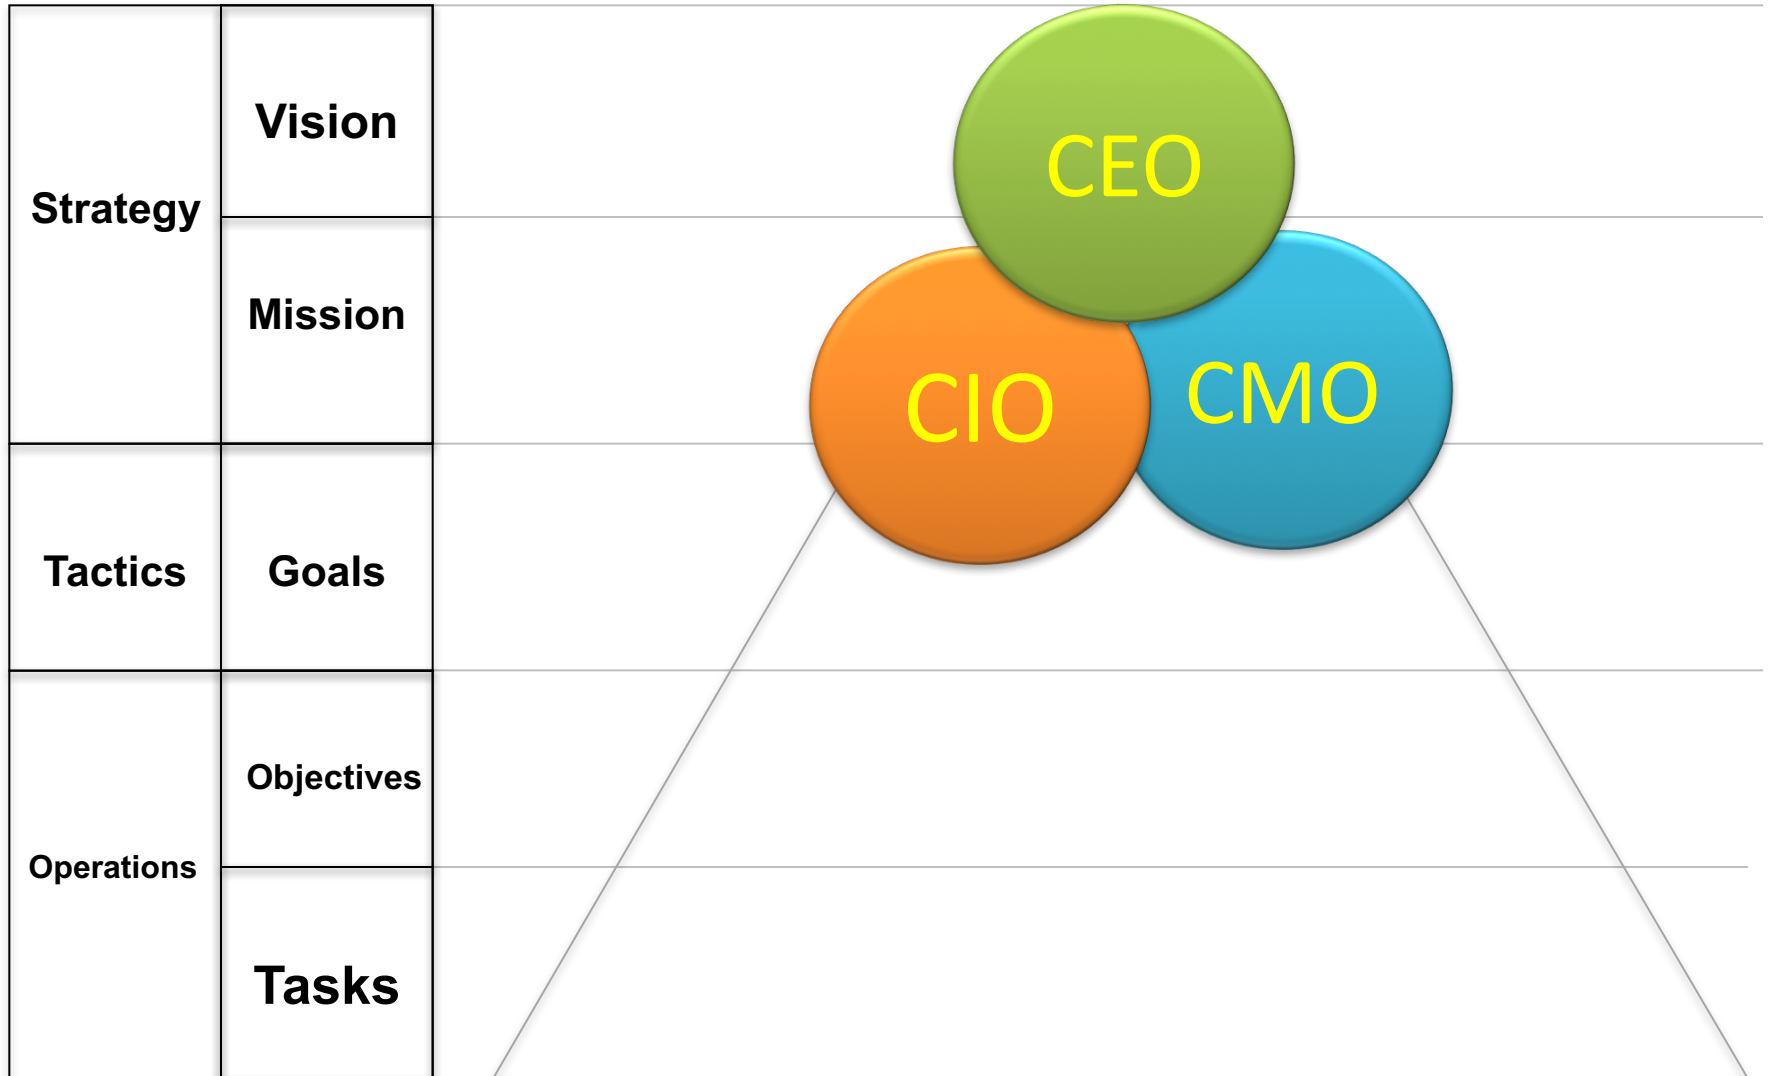 Vision
CEO
Strategy
Mission
CIO
CMO
Tactics
Goals
Objectives
Operations
Tasks